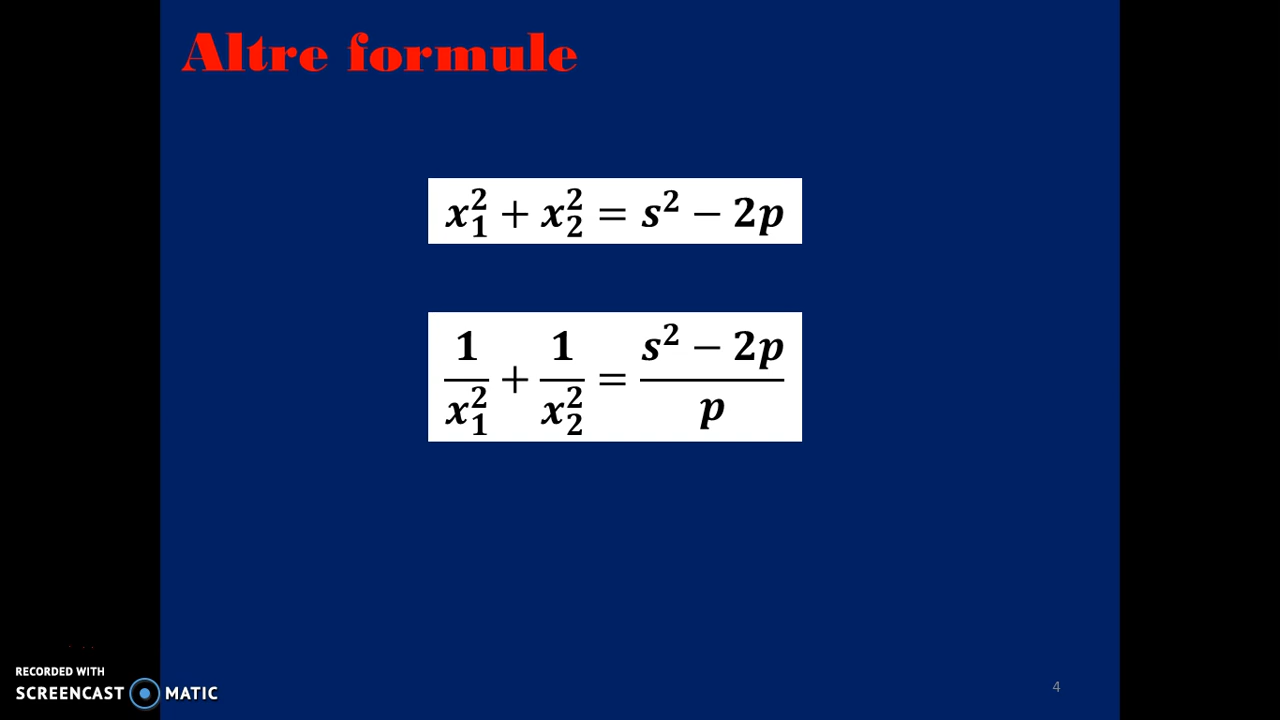 Altre formule
x₁² + x₂² = s² − 2p
1/x₁² + 1/x₂² = (s² − 2p)/p
RECORDED WITH
SCREENCAST MATIC
4